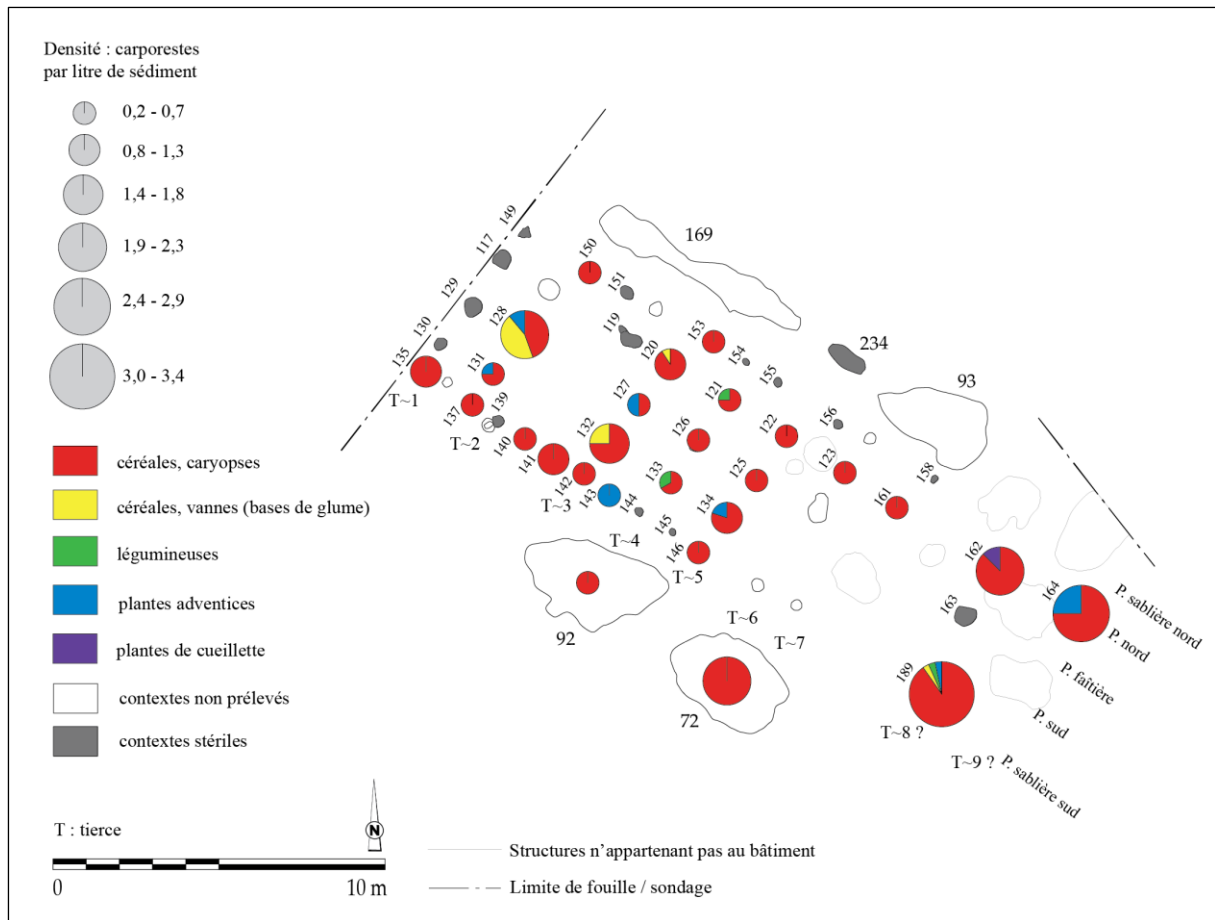 Densité : carporestes
par litre de sédiment
0,2 - 0,7
0,8 - 1,3
1,4 - 1,8
1,9 - 2,3
2,4 - 2,9
3,0 - 3,4
céréales, caryopses
céréales, vannes (bases de glume)
légumineuses
plantes adventices
plantes de cueillette
contextes non prélevés
contextes stériles
T : tierce
0
10 m
N
Structures n'appartenant pas au bâtiment
Limite de fouille / sondage
149
117
129
130
135
T~1
128
131
137
139
T~2
150
151
169
119
120
153
154
155
234
93
127
121
122
156
123
158
161
140
141
142
132
126
125
T~3
143
144
133
134
145
146
T~4
T~5
92
72
T~6
T~7
162
163
164
189
T~8 ?
T~9 ?
P. sablière nord
P. nord
P. faîtière
P. sud
P. sablière sud